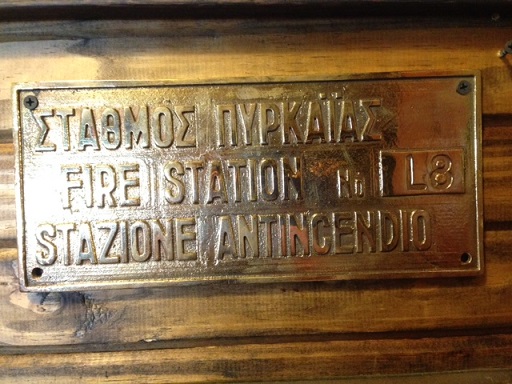 ΣΤΑΘΜΟΣ ΠΥΡΚΑΪΑΣ
FIRE STATION No L8
STAZIONE ANTINCENDIO